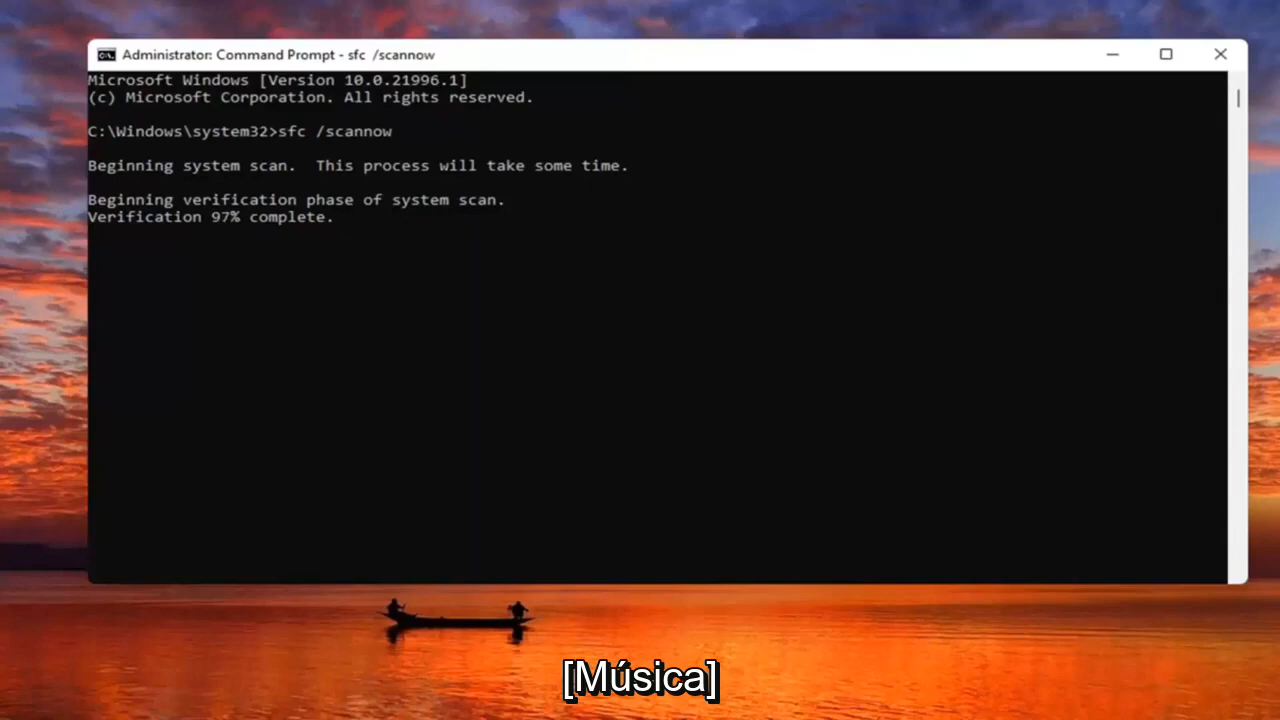 Administrator: Command Prompt - sfc /scannow
Microsoft Windows [Version 10.0.21996.1]
(c) Microsoft Corporation. All rights reserved.
C:\Windows\system32>sfc /scannow
Beginning system scan.  This process will take some time.
Beginning verification phase of system scan.
Verification 97% complete.
[Música]